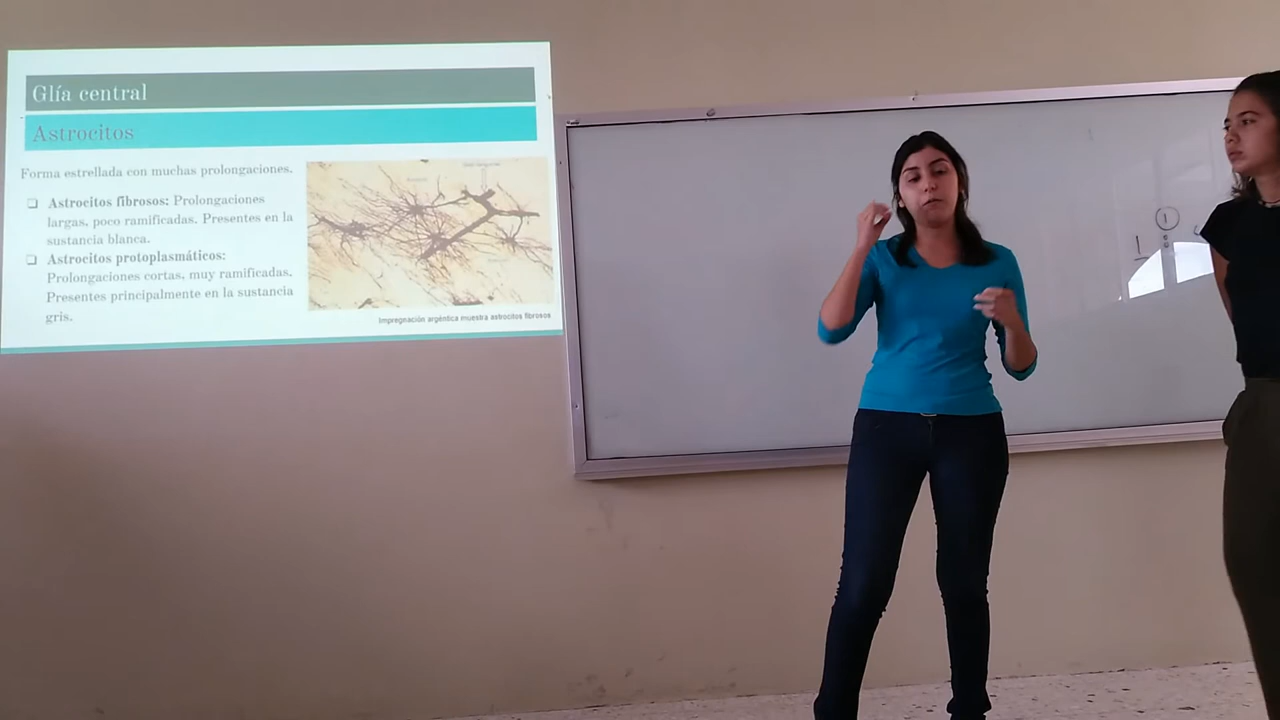 Glía central
Astrocitos
Forma estrellada con muchas prolongaciones.
❏ Astrocitos fibrosos: Prolongaciones
largas, poco ramificadas. Presentes en la
sustancia blanca.
❏ Astrocitos protoplasmáticos:
Prolongaciones cortas, muy ramificadas.
Presentes principalmente en la sustancia
gris.
Impregnación argéntica muestra astrocitos fibrosos